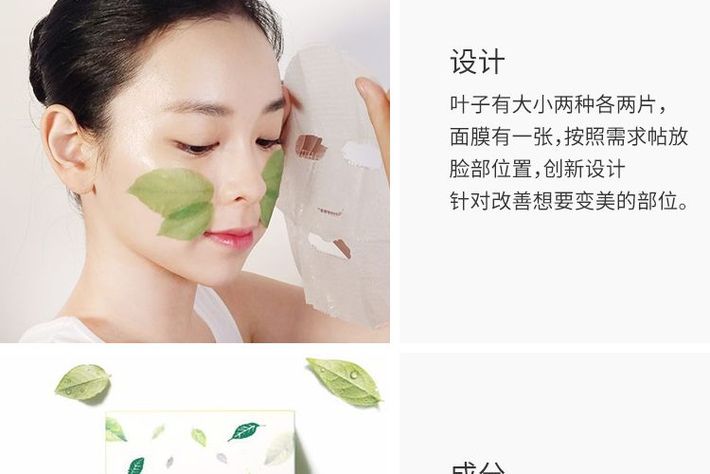 设计
叶子有大小两种各两片，
面膜有一张，按照需求帖放
脸部位置，创新设计
针对改善想要变美的部位。
成分